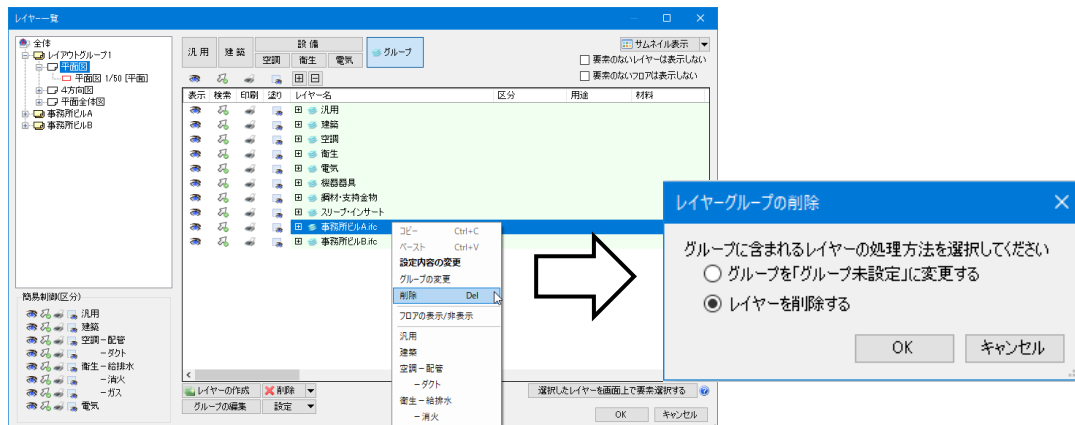 レイヤー一覧
全体
レイアウトグループ1
平面図
平面図 1/50 [平面]
4方向図
平面全体図
事務所ビルA
事務所ビルB
汎用 建築 設備 グループ
空調 衛生 電気
サムネイル表示
要素のないレイヤーは表示しない
要素のないフロアは表示しない
表示 検索 印刷 塗り レイヤー名 区分 用途 材料
汎用
建築
空調
衛生
電気
機器器具
鋼材・支持金物
スリーブ・インサート
事務所ビルA.ifc
事務所ビルB.ifc
コピー Ctrl+C
ペースト Ctrl+V
設定内容の変更
グループの変更
削除 Del
フロアの表示/非表示
汎用
建築
空調－配管
－ダクト
衛生－給排水
－消火
簡易制御(区分)
汎用
建築
空調－配管
－ダクト
衛生－給排水
－消火
－ガス
電気
レイヤーの作成 削除
グループの編集 設定
選択したレイヤーを画面上で要素選択する
OK キャンセル
レイヤーグループの削除
グループに含まれるレイヤーの処理方法を選択してください
グループを「グループ未設定」に変更する
レイヤーを削除する
OK キャンセル